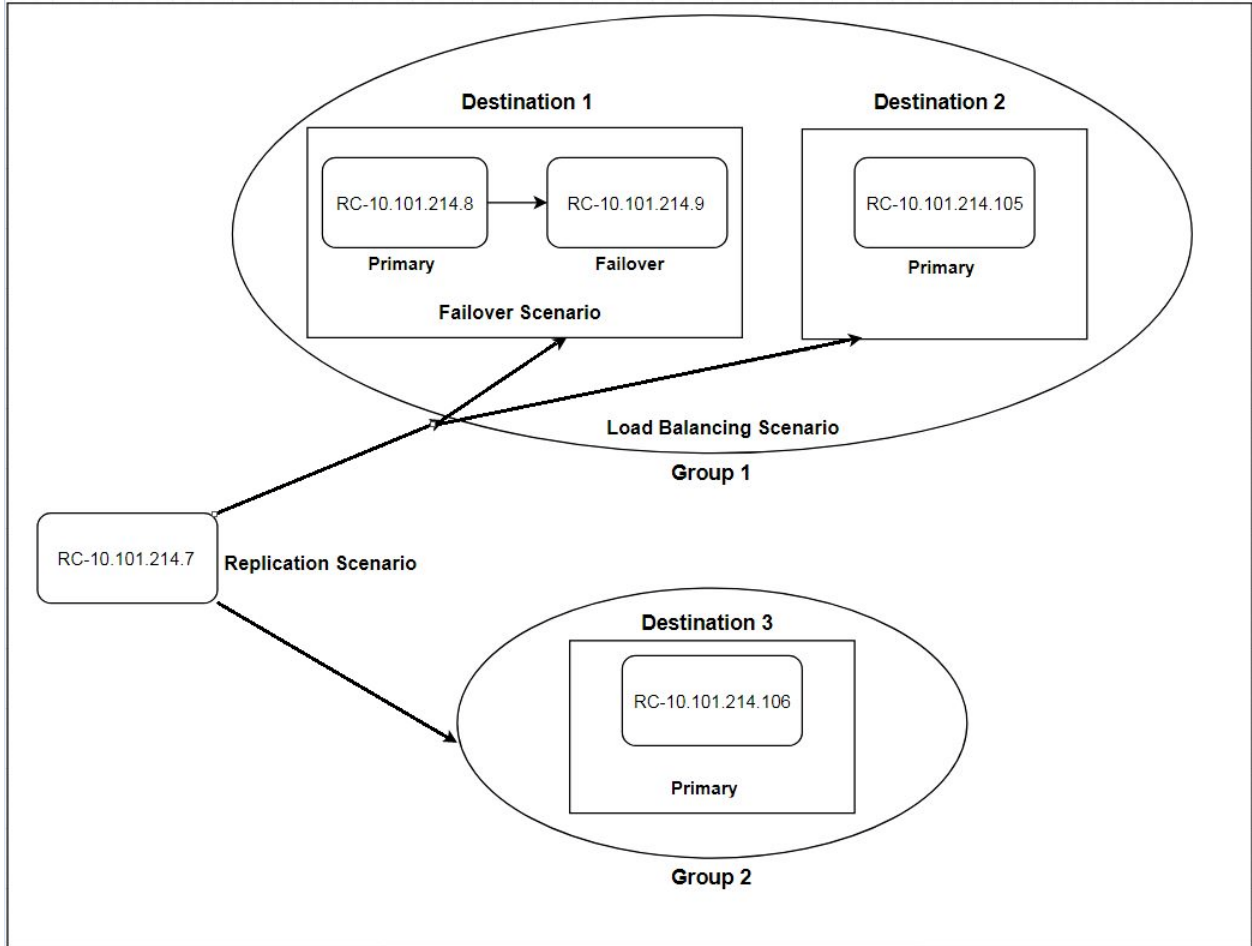 Destination 1
Destination 2
RC-10.101.214.8
RC-10.101.214.9
RC-10.101.214.105
Primary
Failover
Primary
Failover Scenario
Load Balancing Scenario
Group 1
RC-10.101.214.7
Replication Scenario
Destination 3
RC-10.101.214.106
Primary
Group 2